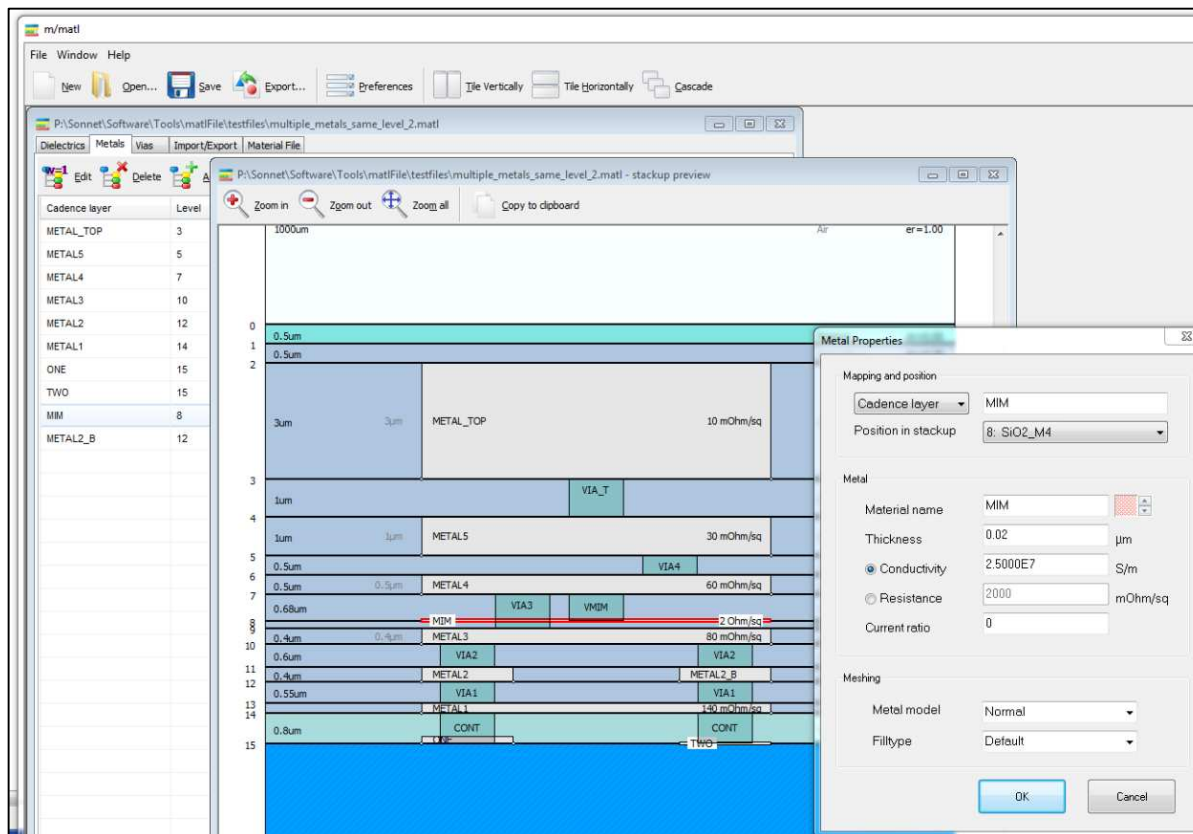 m/matl
File Window Help
New Open... Save Export... Preferences Tile Vertically Tile Horizontally Cascade
P:\Sonnet\Software\Tools\matlFile\testfiles\multiple_metals_same_level_2.matl
Dielectrics Metals Vias Import/Export Material File
w=1 Edit Delete A
Cadence layer Level
METAL_TOP 3
METAL5 5
METAL4 7
METAL3 10
METAL2 12
METAL1 14
ONE 15
TWO 15
MIM 8
METAL2_B 12
P:\Sonnet\Software\Tools\matlFile\testfiles\multiple_metals_same_level_2.matl - stackup preview
Zoom in Zoom out Zoom all Copy to clipboard
1000um Air er=1.00
0
0.5um
1
0.5um
2
3um 3µm METAL_TOP 10 mOhm/sq
3
1um VIA_T
4
1um 1µm METAL5 30 mOhm/sq
5
0.5um VIA4
6
0.5um 0.5µm METAL4 60 mOhm/sq
7
0.68um VIA3 VMIM
8 MIM 2 Ohm/sq
9
0.4um 0.4µm METAL3 80 mOhm/sq
10
0.6um VIA2 VIA2
11
0.4um METAL2 METAL2_B
12
0.55um VIA1 VIA1
13
METAL1 140 mOhm/sq
14
0.8um CONT CONT
ONE TWO
15
Metal Properties
Mapping and position
Cadence layer MIM
Position in stackup 8: SiO2_M4
Metal
Material name MIM
Thickness 0.02 µm
Conductivity 2.5000E7 S/m
Resistance 2000 mOhm/sq
Current ratio 0
Meshing
Metal model Normal
Filltype Default
OK Cancel